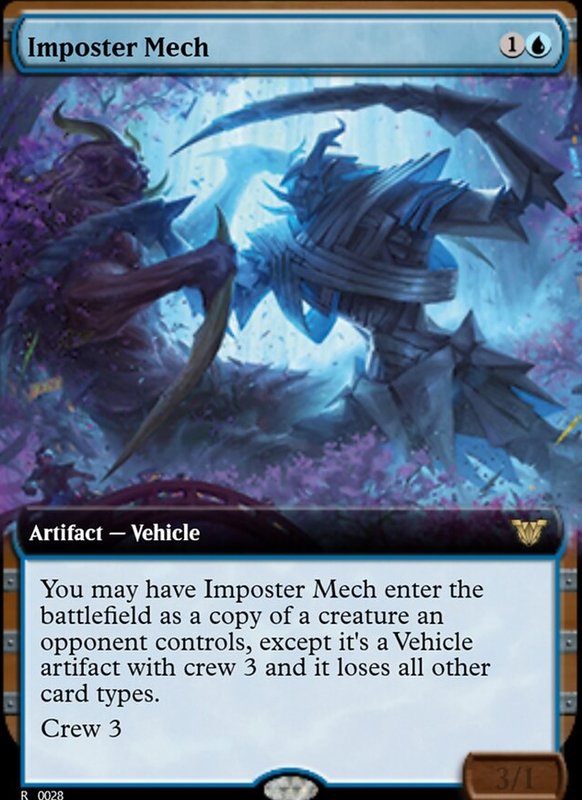 Imposter Mech
1
Artifact — Vehicle
You may have Imposter Mech enter the
battlefield as a copy of a creature an
opponent controls, except it's a Vehicle
artifact with crew 3 and it loses all other
card types.
Crew 3
3/1
R 0028